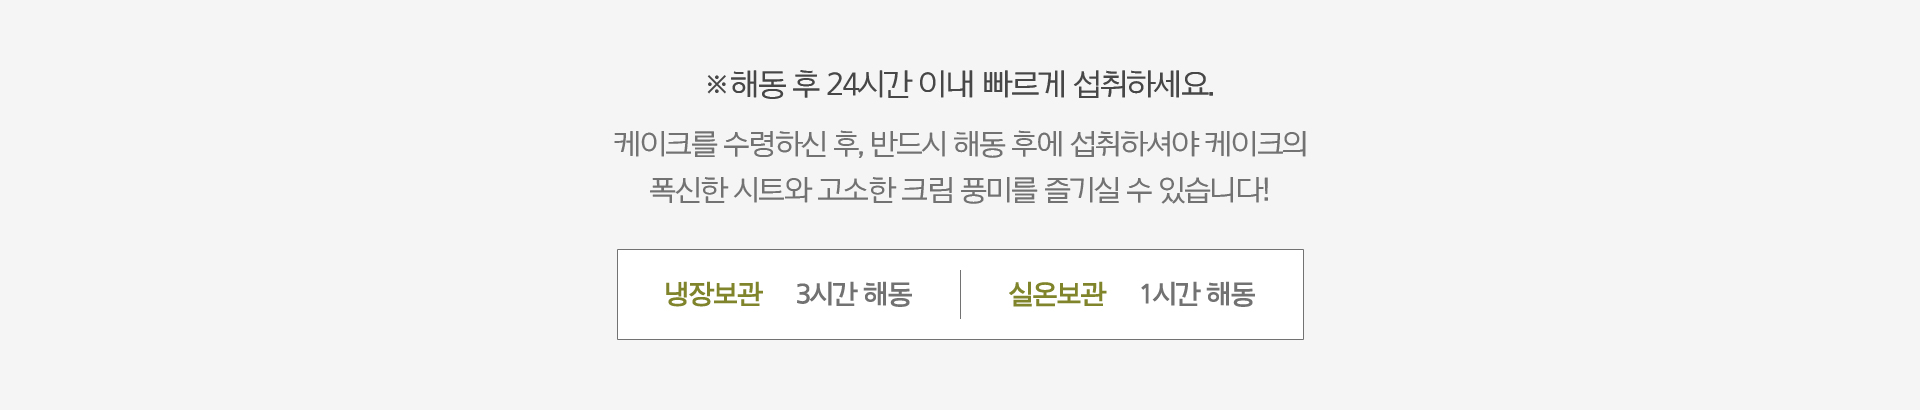 ※해동 후 24시간 이내 빠르게 섭취하세요.
케이크를 수령하신 후, 반드시 해동 후에 섭취하셔야 케이크의
폭신한 시트와 고소한 크림 풍미를 즐기실 수 있습니다!
냉장보관 3시간 해동 실온보관 1시간 해동